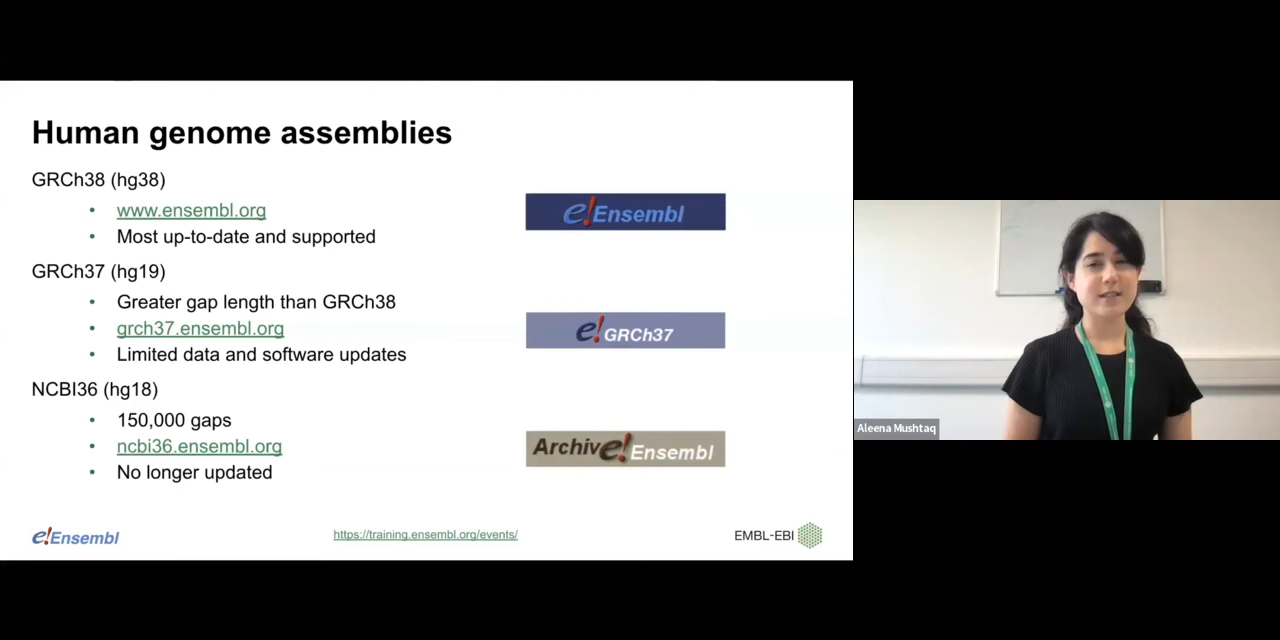 Human genome assemblies
GRCh38 (hg38)
• www.ensembl.org
• Most up-to-date and supported
e!Ensembl
GRCh37 (hg19)
• Greater gap length than GRCh38
• grch37.ensembl.org
• Limited data and software updates
e!GRCh37
NCBI36 (hg18)
• 150,000 gaps
• ncbi36.ensembl.org
• No longer updated
Archive!Ensembl
e!Ensembl
https://training.ensembl.org/events/
EMBL-EBI
Aleena Mushtaq